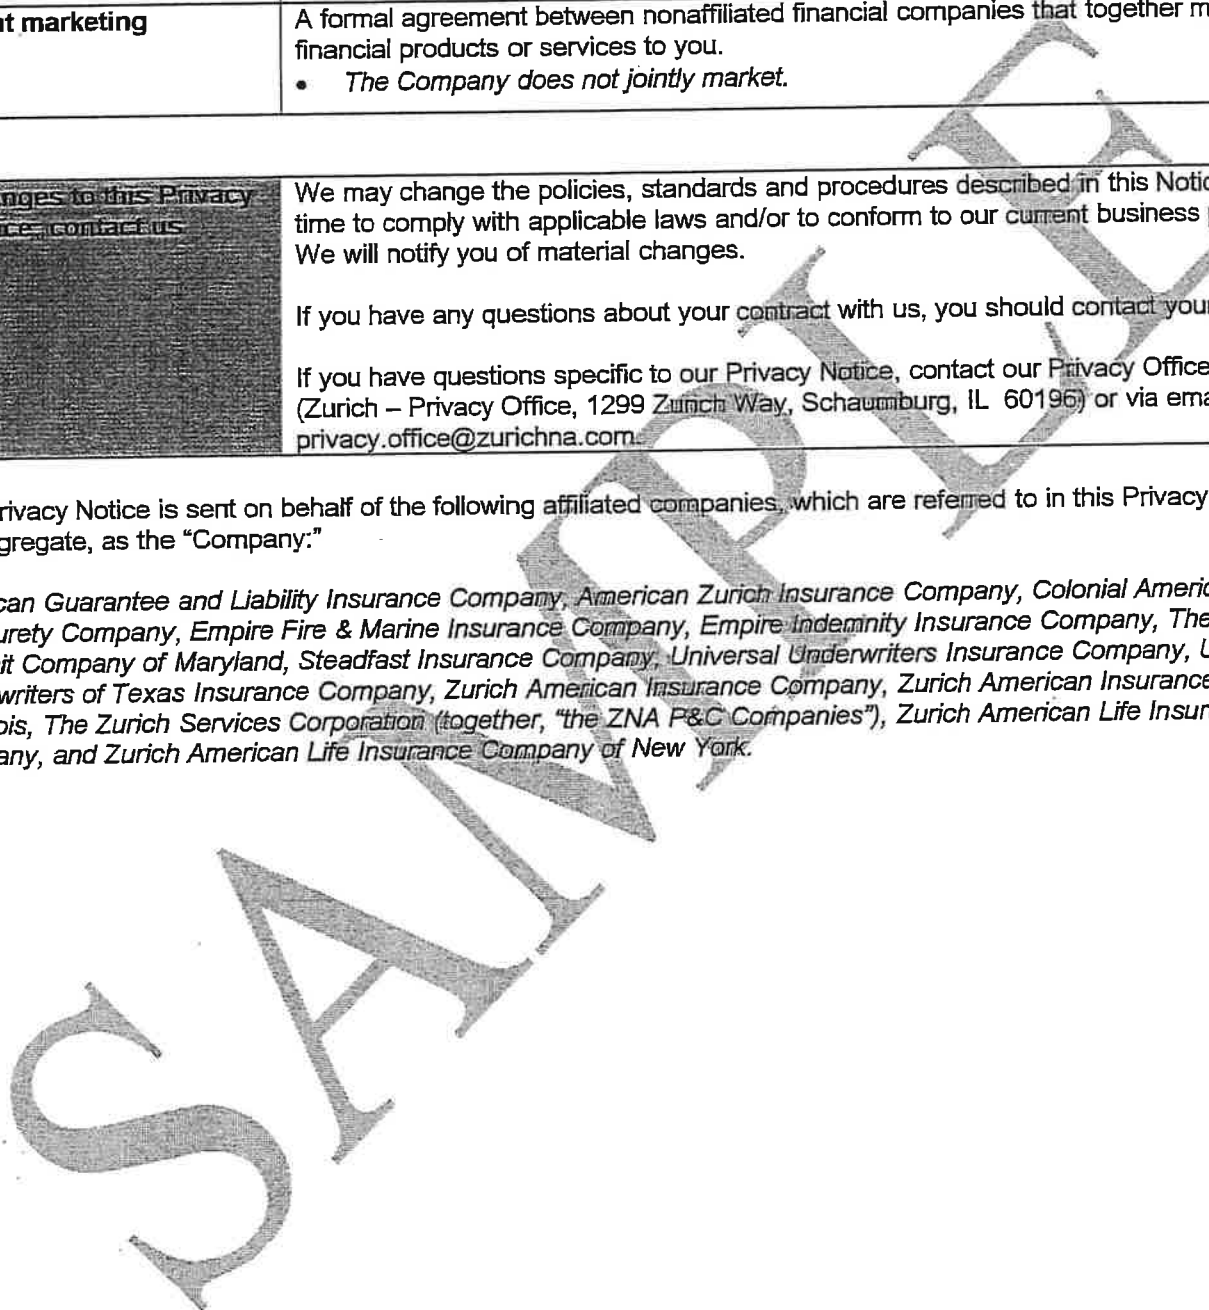 t marketing
A formal agreement between nonaffiliated financial companies that together m
financial products or services to you.
• The Company does not jointly market.
nges to this Privacy
ce, contact us
We may change the policies, standards and procedures described in this Notic
time to comply with applicable laws and/or to conform to our current business
We will notify you of material changes.
If you have any questions about your contract with us, you should contact your
If you have questions specific to our Privacy Notice, contact our Privacy Office
(Zurich – Privacy Office, 1299 Zurich Way, Schaumburg, IL 60196) or via ema
privacy.office@zurichna.com.
rivacy Notice is sent on behalf of the following affiliated companies, which are referred to in this Privacy
gregate, as the “Company:”
can Guarantee and Liability Insurance Company, American Zurich Insurance Company, Colonial Americ
urety Company, Empire Fire & Marine Insurance Company, Empire Indemnity Insurance Company, The
it Company of Maryland, Steadfast Insurance Company, Universal Underwriters Insurance Company, U
writers of Texas Insurance Company, Zurich American Insurance Company, Zurich American Insurance
ois, The Zurich Services Corporation (together, “the ZNA P&C Companies”), Zurich American Life Insur
any, and Zurich American Life Insurance Company of New York.
SAMPLE